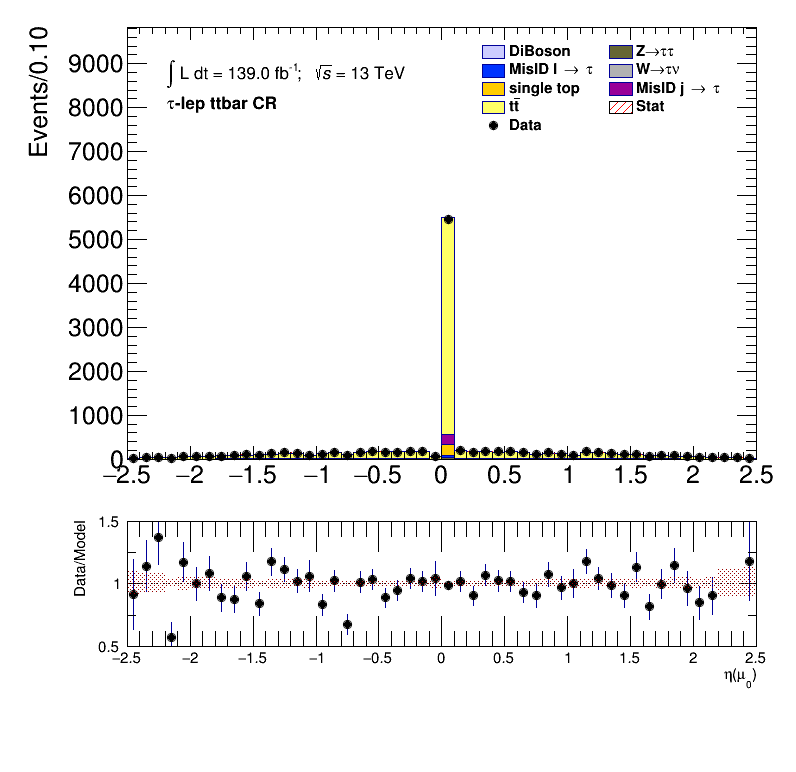 Events/0.10
9000
8000
7000
6000
5000
4000
3000
2000
1000
0
∫ L dt = 139.0 fb⁻¹; √s = 13 TeV
τ-lep ttbar CR
DiBoson
MisID l → τ
single top
tt̄
Data
Z→ττ
W→τν
MisID j → τ
Stat
−2.5 −2 −1.5 −1 −0.5 0 0.5 1 1.5 2 2.5
Data/Model
1.5
1
0.5
−2.5 −2 −1.5 −1 −0.5 0 0.5 1 1.5 2 2.5
η(μ₀)